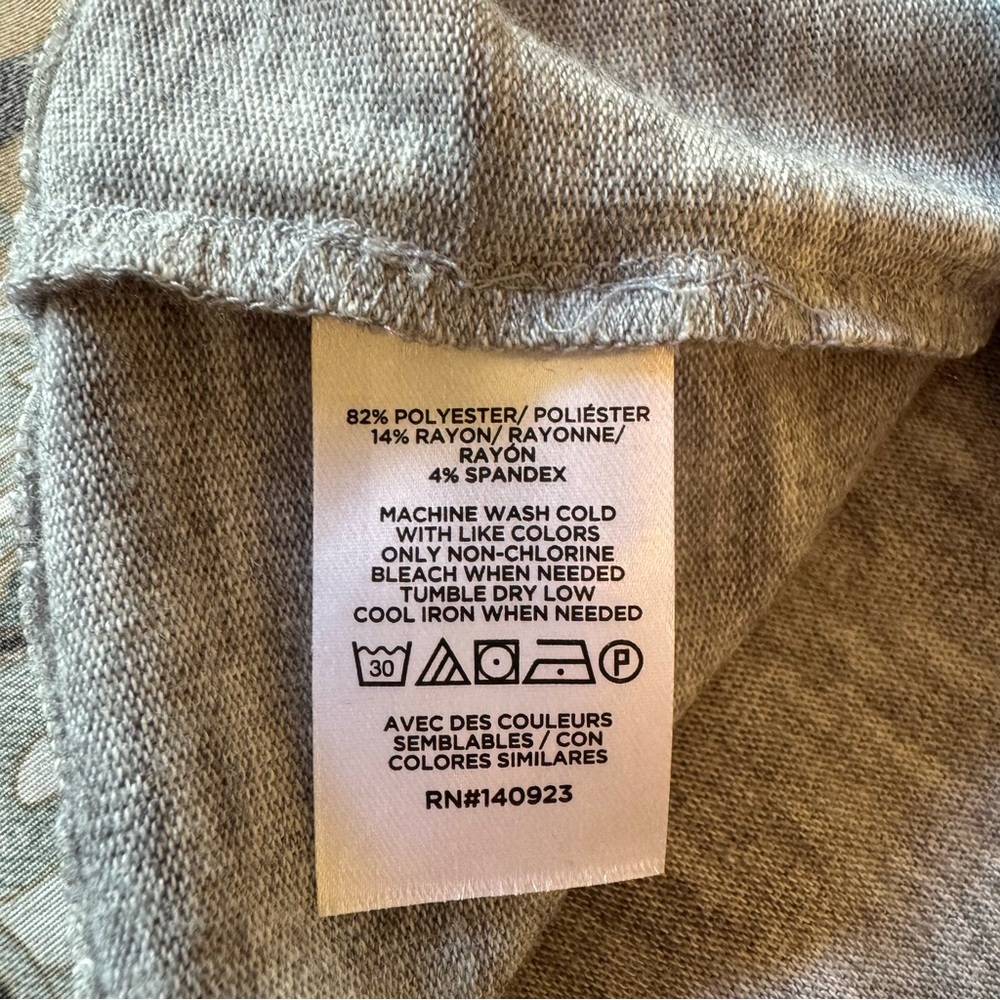 82% POLYESTER/ POLIÉSTER
14% RAYON/ RAYONNE/
RAYÓN
4% SPANDEX
MACHINE WASH COLD
WITH LIKE COLORS
ONLY NON-CHLORINE
BLEACH WHEN NEEDED
TUMBLE DRY LOW
COOL IRON WHEN NEEDED
30 P
AVEC DES COULEURS
SEMBLABLES / CON
COLORES SIMILARES
RN#140923